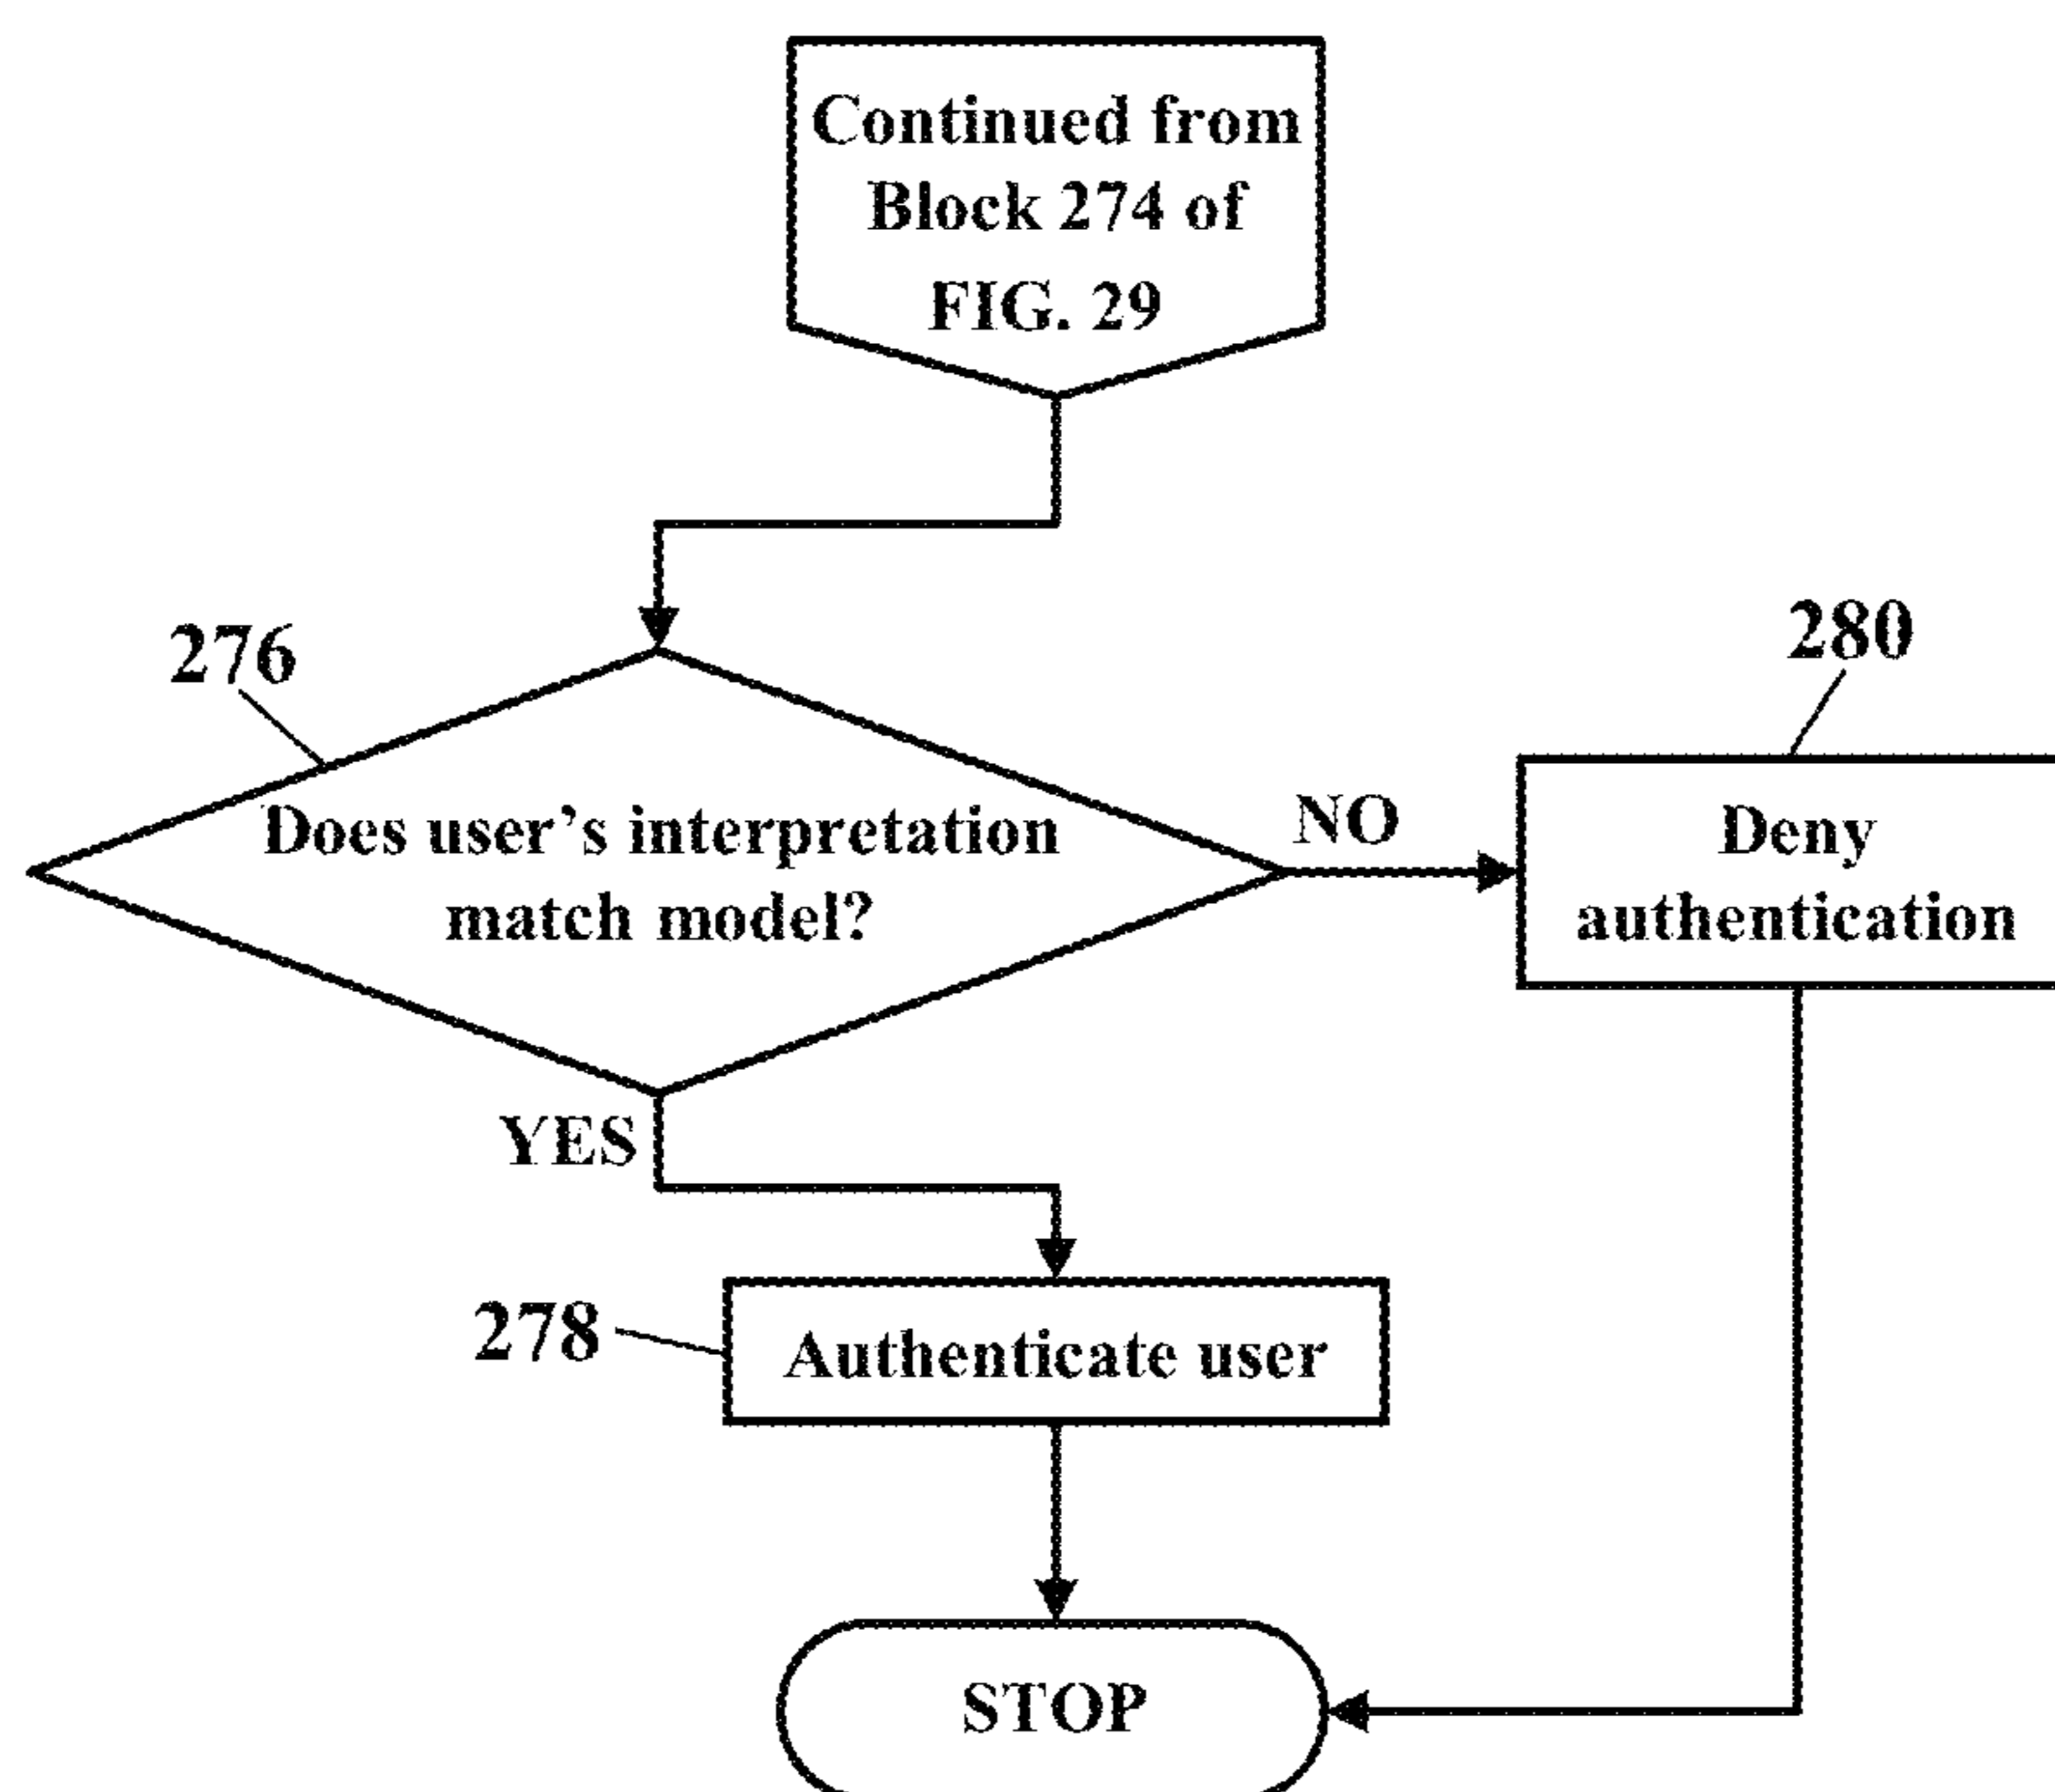 Continued from
Block 274 of
FIG. 29
276
280
Does user's interpretation
match model?
NO
Deny
authentication
YES
278
Authenticate user
STOP